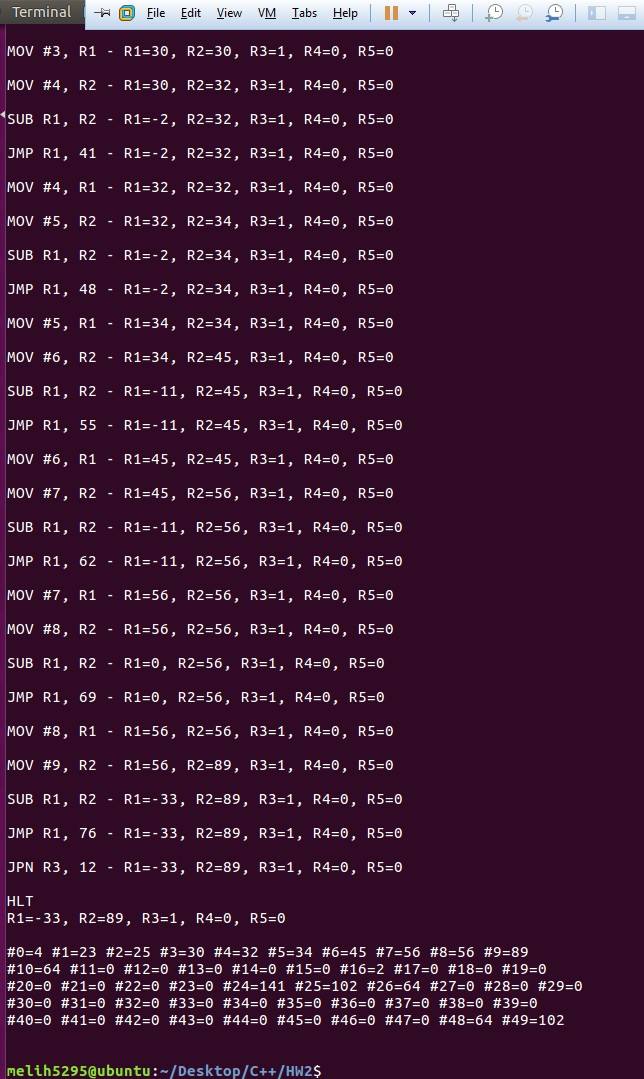 Terminal File Edit View VM Tabs Help
MOV #3, R1 - R1=30, R2=30, R3=1, R4=0, R5=0
MOV #4, R2 - R1=30, R2=32, R3=1, R4=0, R5=0
SUB R1, R2 - R1=-2, R2=32, R3=1, R4=0, R5=0
JMP R1, 41 - R1=-2, R2=32, R3=1, R4=0, R5=0
MOV #4, R1 - R1=32, R2=32, R3=1, R4=0, R5=0
MOV #5, R2 - R1=32, R2=34, R3=1, R4=0, R5=0
SUB R1, R2 - R1=-2, R2=34, R3=1, R4=0, R5=0
JMP R1, 48 - R1=-2, R2=34, R3=1, R4=0, R5=0
MOV #5, R1 - R1=34, R2=34, R3=1, R4=0, R5=0
MOV #6, R2 - R1=34, R2=45, R3=1, R4=0, R5=0
SUB R1, R2 - R1=-11, R2=45, R3=1, R4=0, R5=0
JMP R1, 55 - R1=-11, R2=45, R3=1, R4=0, R5=0
MOV #6, R1 - R1=45, R2=45, R3=1, R4=0, R5=0
MOV #7, R2 - R1=45, R2=56, R3=1, R4=0, R5=0
SUB R1, R2 - R1=-11, R2=56, R3=1, R4=0, R5=0
JMP R1, 62 - R1=-11, R2=56, R3=1, R4=0, R5=0
MOV #7, R1 - R1=56, R2=56, R3=1, R4=0, R5=0
MOV #8, R2 - R1=56, R2=56, R3=1, R4=0, R5=0
SUB R1, R2 - R1=0, R2=56, R3=1, R4=0, R5=0
JMP R1, 69 - R1=0, R2=56, R3=1, R4=0, R5=0
MOV #8, R1 - R1=56, R2=56, R3=1, R4=0, R5=0
MOV #9, R2 - R1=56, R2=89, R3=1, R4=0, R5=0
SUB R1, R2 - R1=-33, R2=89, R3=1, R4=0, R5=0
JMP R1, 76 - R1=-33, R2=89, R3=1, R4=0, R5=0
JPN R3, 12 - R1=-33, R2=89, R3=1, R4=0, R5=0
HLT
R1=-33, R2=89, R3=1, R4=0, R5=0
#0=4 #1=23 #2=25 #3=30 #4=32 #5=34 #6=45 #7=56 #8=56 #9=89
#10=64 #11=0 #12=0 #13=0 #14=0 #15=0 #16=2 #17=0 #18=0 #19=0
#20=0 #21=0 #22=0 #23=0 #24=141 #25=102 #26=64 #27=0 #28=0 #29=0
#30=0 #31=0 #32=0 #33=0 #34=0 #35=0 #36=0 #37=0 #38=0 #39=0
#40=0 #41=0 #42=0 #43=0 #44=0 #45=0 #46=0 #47=0 #48=64 #49=102
melih5295@ubuntu:~/Desktop/C++/HW2$